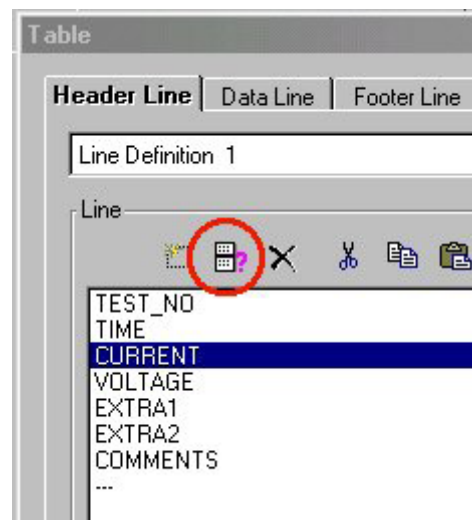 Table
Header Line Data Line Footer Line
Line Definition 1
Line
?
TEST_NO
TIME
CURRENT
VOLTAGE
EXTRA1
EXTRA2
COMMENTS
---